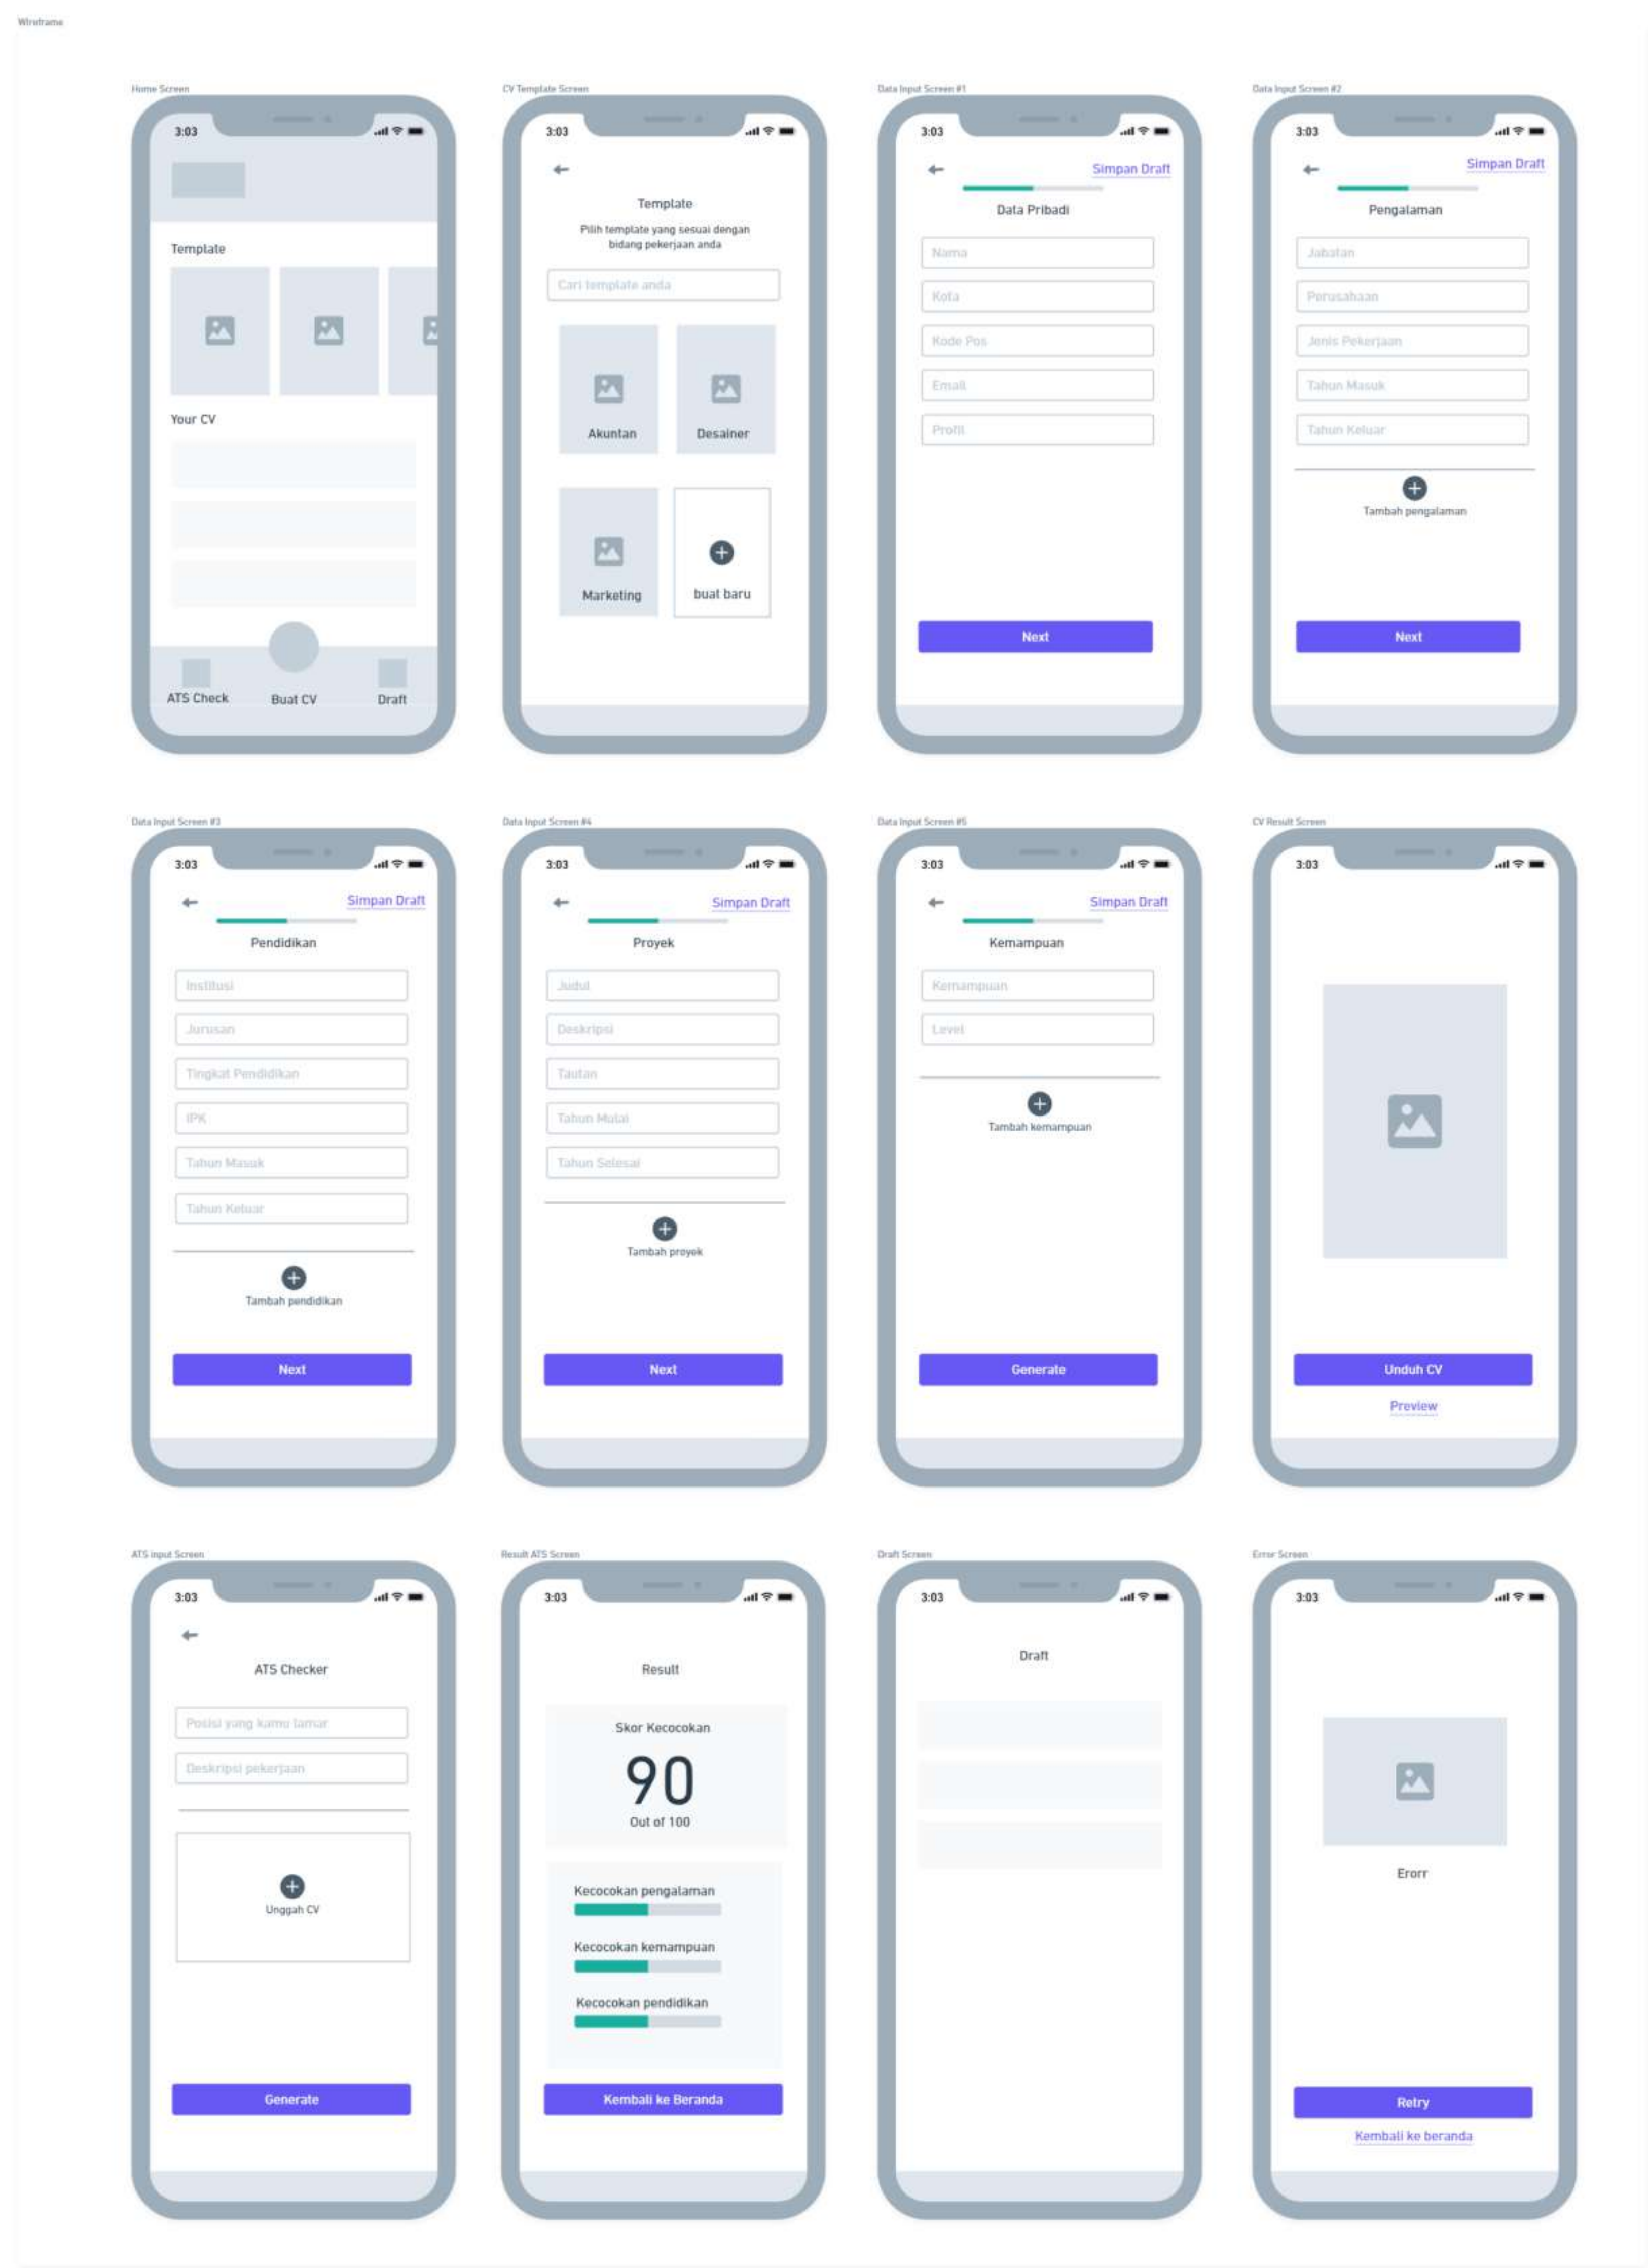 Wireframe
Home Screen
3:03
Template
Your CV
ATS Check
Buat CV
Draft
CV Template Screen
3:03
Template
Pilih template yang sesuai dengan
bidang pekerjaan anda
Cari template anda
Akuntan
Desainer
Marketing
buat baru
Data Input Screen #1
3:03
Simpan Draft
Data Pribadi
Nama
Kota
Kode Pos
Email
Profil
Next
Data Input Screen #2
3:03
Simpan Draft
Pengalaman
Jabatan
Perusahaan
Jenis Pekerjaan
Tahun Masuk
Tahun Keluar
Tambah pengalaman
Next
Data Input Screen #3
3:03
Simpan Draft
Pendidikan
Institusi
Jurusan
Tingkat Pendidikan
IPK
Tahun Masuk
Tahun Keluar
Tambah pendidikan
Next
Data Input Screen #4
3:03
Simpan Draft
Proyek
Judul
Deskripsi
Tautan
Tahun Mulai
Tahun Selesai
Tambah proyek
Next
Data Input Screen #5
3:03
Simpan Draft
Kemampuan
Kemampuan
Level
Tambah kemampuan
Generate
CV Result Screen
3:03
Unduh CV
Preview
ATS input Screen
3:03
ATS Checker
Posisi yang kamu lamar
Deskripsi pekerjaan
Unggah CV
Generate
Result ATS Screen
3:03
Result
Skor Kecocokan
90
Out of 100
Kecocokan pengalaman
Kecocokan kemampuan
Kecocokan pendidikan
Kembali ke Beranda
Draft Screen
3:03
Draft
Error Screen
3:03
Erorr
Retry
Kembali ke beranda